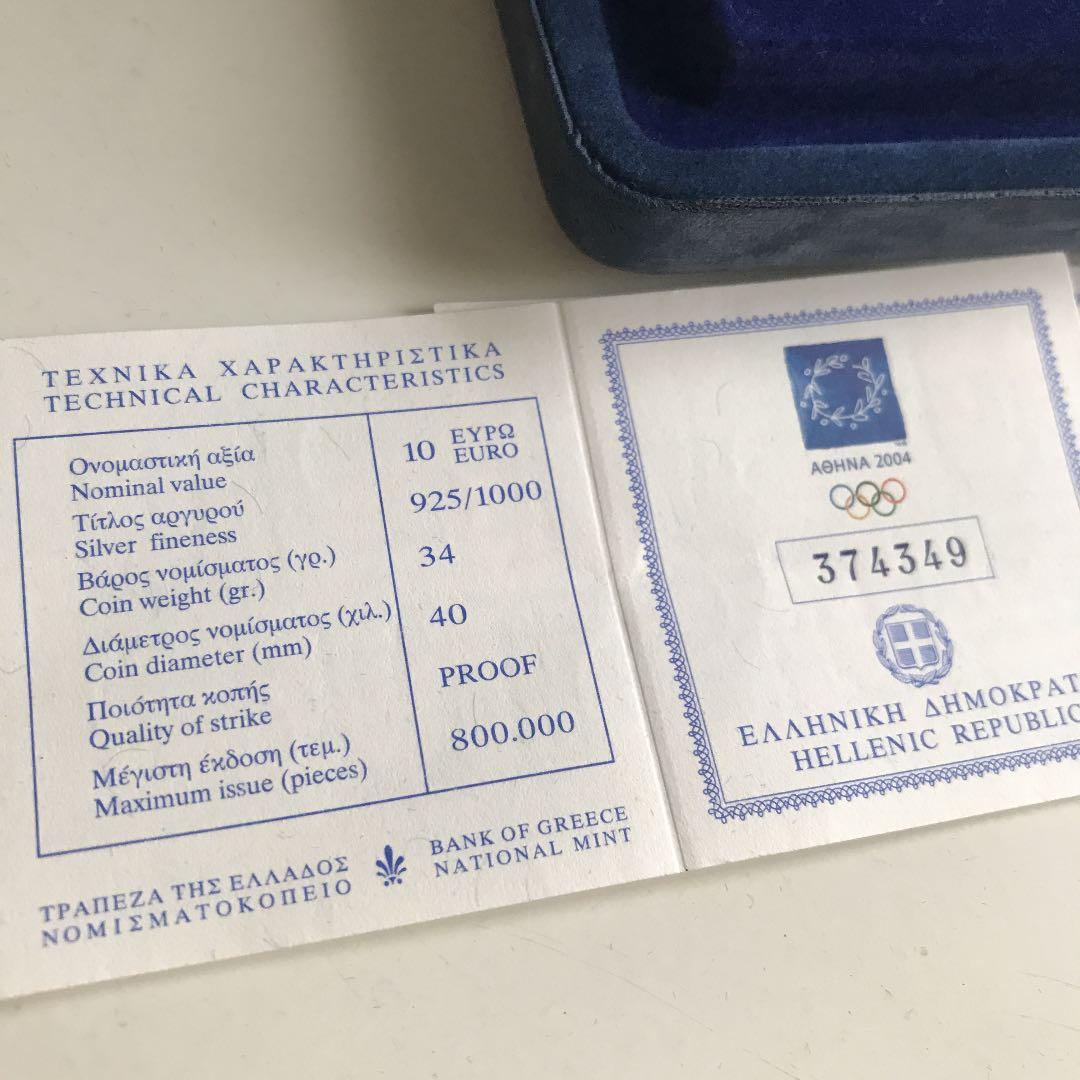 ΤΕΧΝΙΚΑ ΧΑΡΑΚΤΗΡΙΣΤΙΚΑ
TECHNICAL CHARACTERISTICS
Ονομαστική αξία
Nominal value
10 ΕΥΡΩ
EURO
Τίτλος αργυρού
Silver fineness
925/1000
Βάρος νομίσματος (γρ.)
Coin weight (gr.)
34
Διάμετρος νομίσματος (χιλ.)
Coin diameter (mm)
40
Ποιότητα κοπής
Quality of strike
PROOF
Μέγιστη έκδοση (τεμ.)
Maximum issue (pieces)
800.000
ΤΡΑΠΕΖΑ ΤΗΣ ΕΛΛΑΔΟΣ
ΝΟΜΙΣΜΑΤΟΚΟΠΕΙΟ
BANK OF GREECE
NATIONAL MINT
ΑΘΗΝΑ 2004
374349
ΕΛΛΗΝΙΚΗ ΔΗΜΟΚΡΑΤ
HELLENIC REPUBLIC